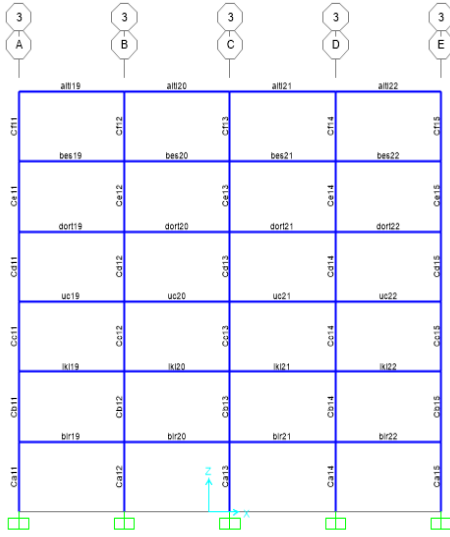 3 3 3 3 3
A B C D E
alti19 alti20 alti21 alti22
Cf11 Cf12 Cf13 Cf14 Cf15
bes19 bes20 bes21 bes22
Ce11 Ce12 Ce13 Ce14 Ce15
dort19 dort20 dort21 dort22
Cd11 Cd12 Cd13 Cd14 Cd15
uc19 uc20 uc21 uc22
Cc11 Cc12 Cc13 Cc14 Cc15
iki19 iki20 iki21 iki22
Cb11 Cb12 Cb13 Cb14 Cb15
bir19 bir20 bir21 bir22
Z
Ca11 Ca12 Ca13 Ca14 Ca15
X